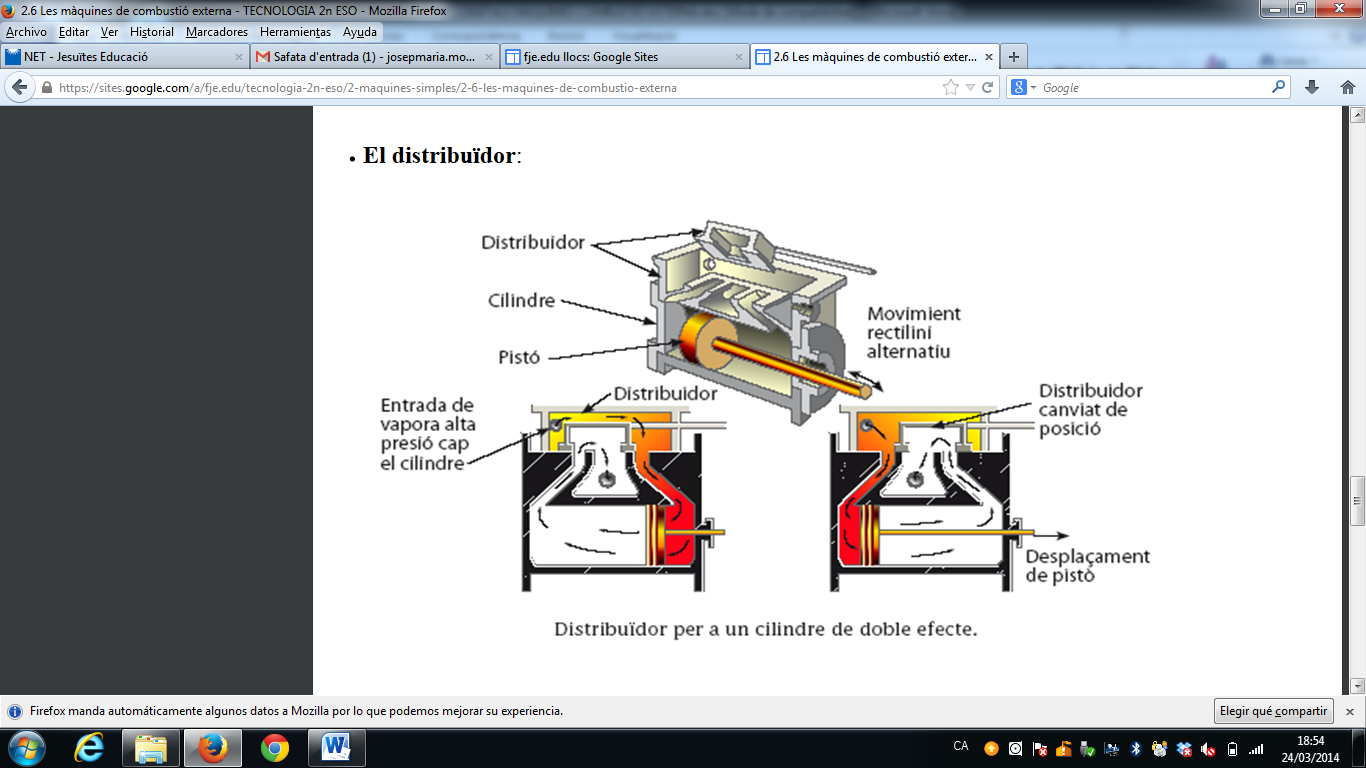 2.6 Les màquines de combustió externa - TECNOLOGIA 2n ESO - Mozilla Firefox
Archivo Editar Ver Historial Marcadores Herramientas Ayuda
NET - Jesuïtes Educació
Safata d'entrada (1) - josepmaria.mo...
fje.edu llocs: Google Sites
2.6 Les màquines de combustió exter...
https://sites.google.com/a/fje.edu/tecnologia-2n-eso/2-maquines-simples/2-6-les-maquines-de-combustio-externa
Google
• El distribuïdor:
Distribuidor
Cilindre
Pistó
Movimient
rectilini
alternatiu
Entrada de
vapora alta
presió cap
el cilindre
Distribuidor
Distribuidor
canviat de
posició
Desplaçament
de pistò
Distribuïdor per a un cilindre de doble efecte.
Firefox manda automáticamente algunos datos a Mozilla por lo que podemos mejorar su experiencia.
Elegir qué compartir
CA
18:54
24/03/2014